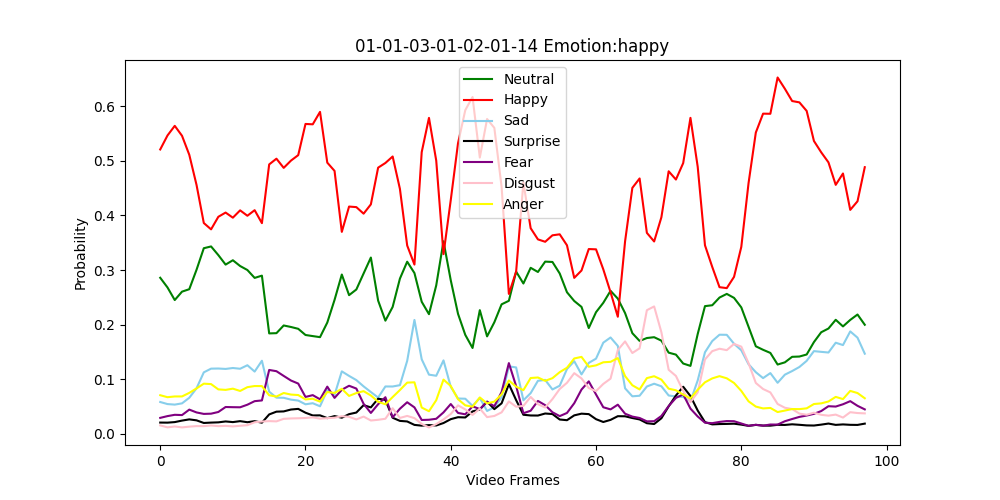 01-01-03-01-02-01-14 Emotion:happy
Neutral
Happy
Sad
Surprise
Fear
Disgust
Anger
Probability
0.6
0.5
0.4
0.3
0.2
0.1
0.0
0 20 40 60 80 100
Video Frames